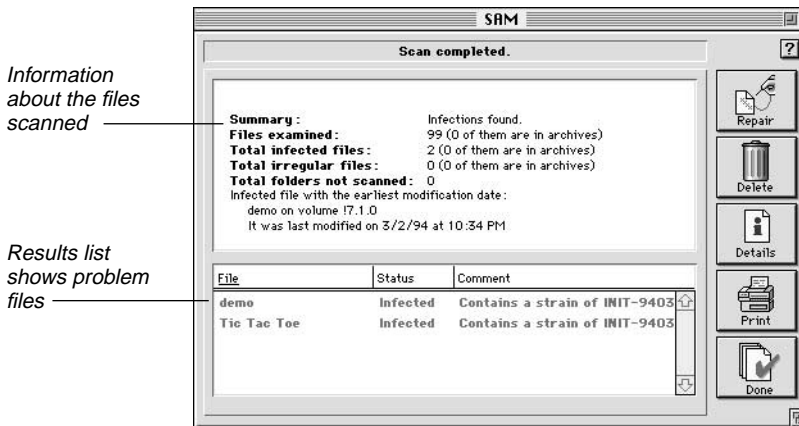 SAM
Scan completed.
?
Information
about the files
scanned
Summary: Infections found.
Files examined: 99 (0 of them are in archives)
Total infected files: 2 (0 of them are in archives)
Total irregular files: 0 (0 of them are in archives)
Total folders not scanned: 0
Infected file with the earliest modification date:
demo on volume !7.1.0
It was last modified on 3/2/94 at 10:34 PM
Repair
Delete
Details
Print
Done
Results list
shows problem
files
File Status Comment
demo Infected Contains a strain of INIT-9403
Tic Tac Toe Infected Contains a strain of INIT-9403